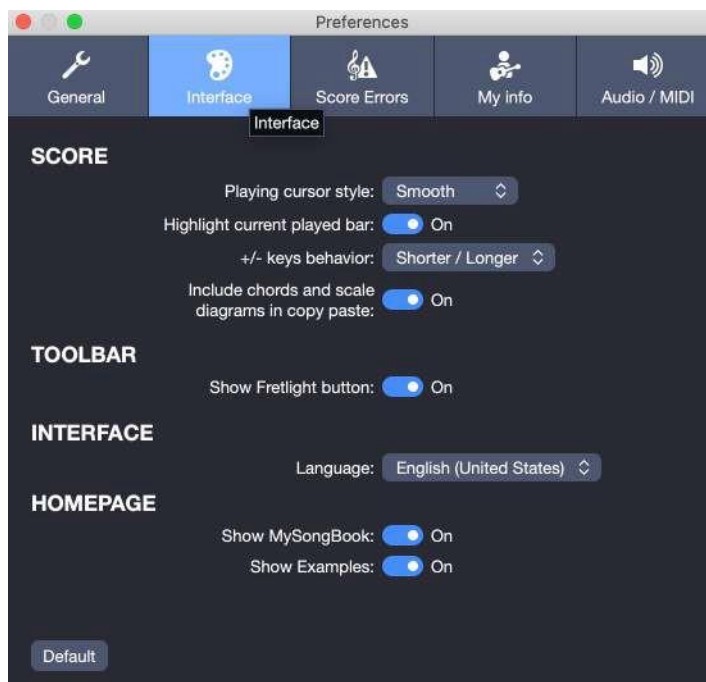 Preferences
General Interface Score Errors My info Audio / MIDI
Interface
SCORE
Playing cursor style: Smooth
Highlight current played bar: On
+/- keys behavior: Shorter / Longer
Include chords and scale
diagrams in copy paste: On
TOOLBAR
Show Fretlight button: On
INTERFACE
Language: English (United States)
HOMEPAGE
Show MySongBook: On
Show Examples: On
Default